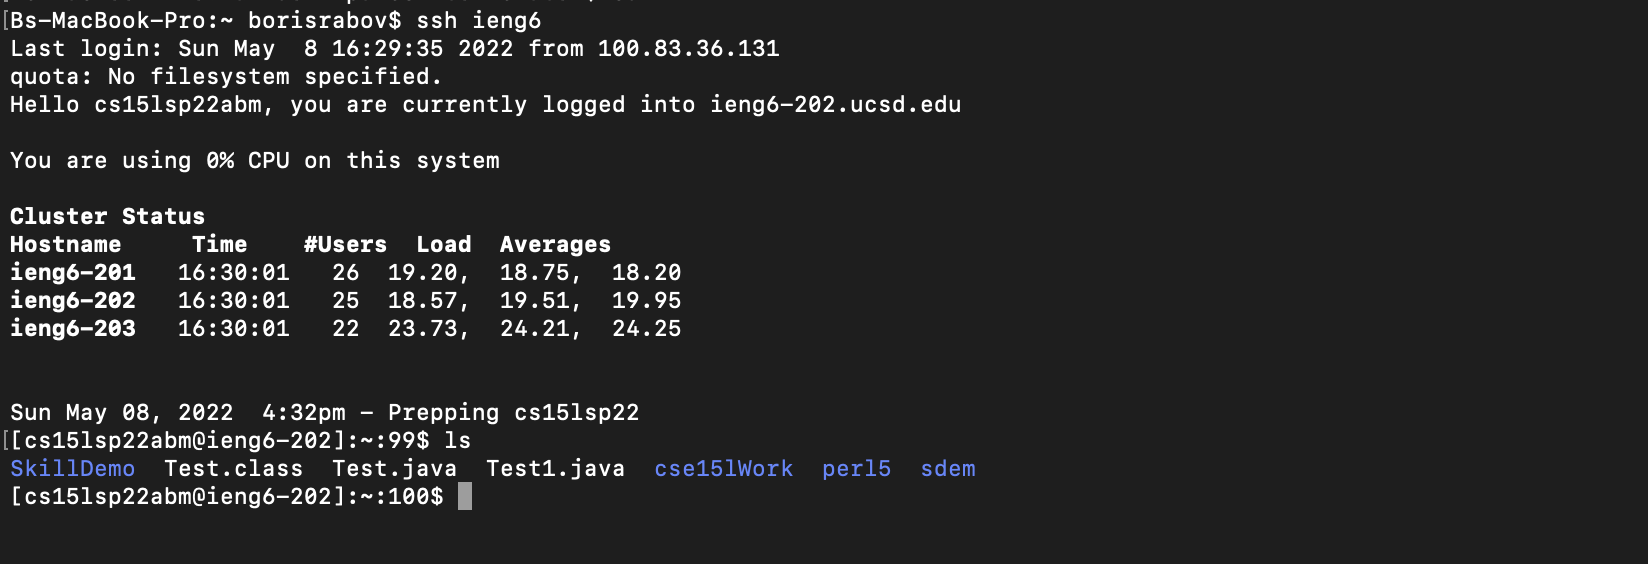 [Bs-MacBook-Pro:~ borisrabov$ ssh ieng6
Last login: Sun May  8 16:29:35 2022 from 100.83.36.131
quota: No filesystem specified.
Hello cs15lsp22abm, you are currently logged into ieng6-202.ucsd.edu
You are using 0% CPU on this system
Cluster Status
Hostname     Time    #Users  Load  Averages
ieng6-201   16:30:01   26  19.20,  18.75,  18.20
ieng6-202   16:30:01   25  18.57,  19.51,  19.95
ieng6-203   16:30:01   22  23.73,  24.21,  24.25
Sun May 08, 2022  4:32pm - Prepping cs15lsp22
[[cs15lsp22abm@ieng6-202]:~:99$ ls
SkillDemo  Test.class  Test.java  Test1.java  cse15lWork  perl5  sdem
[cs15lsp22abm@ieng6-202]:~:100$